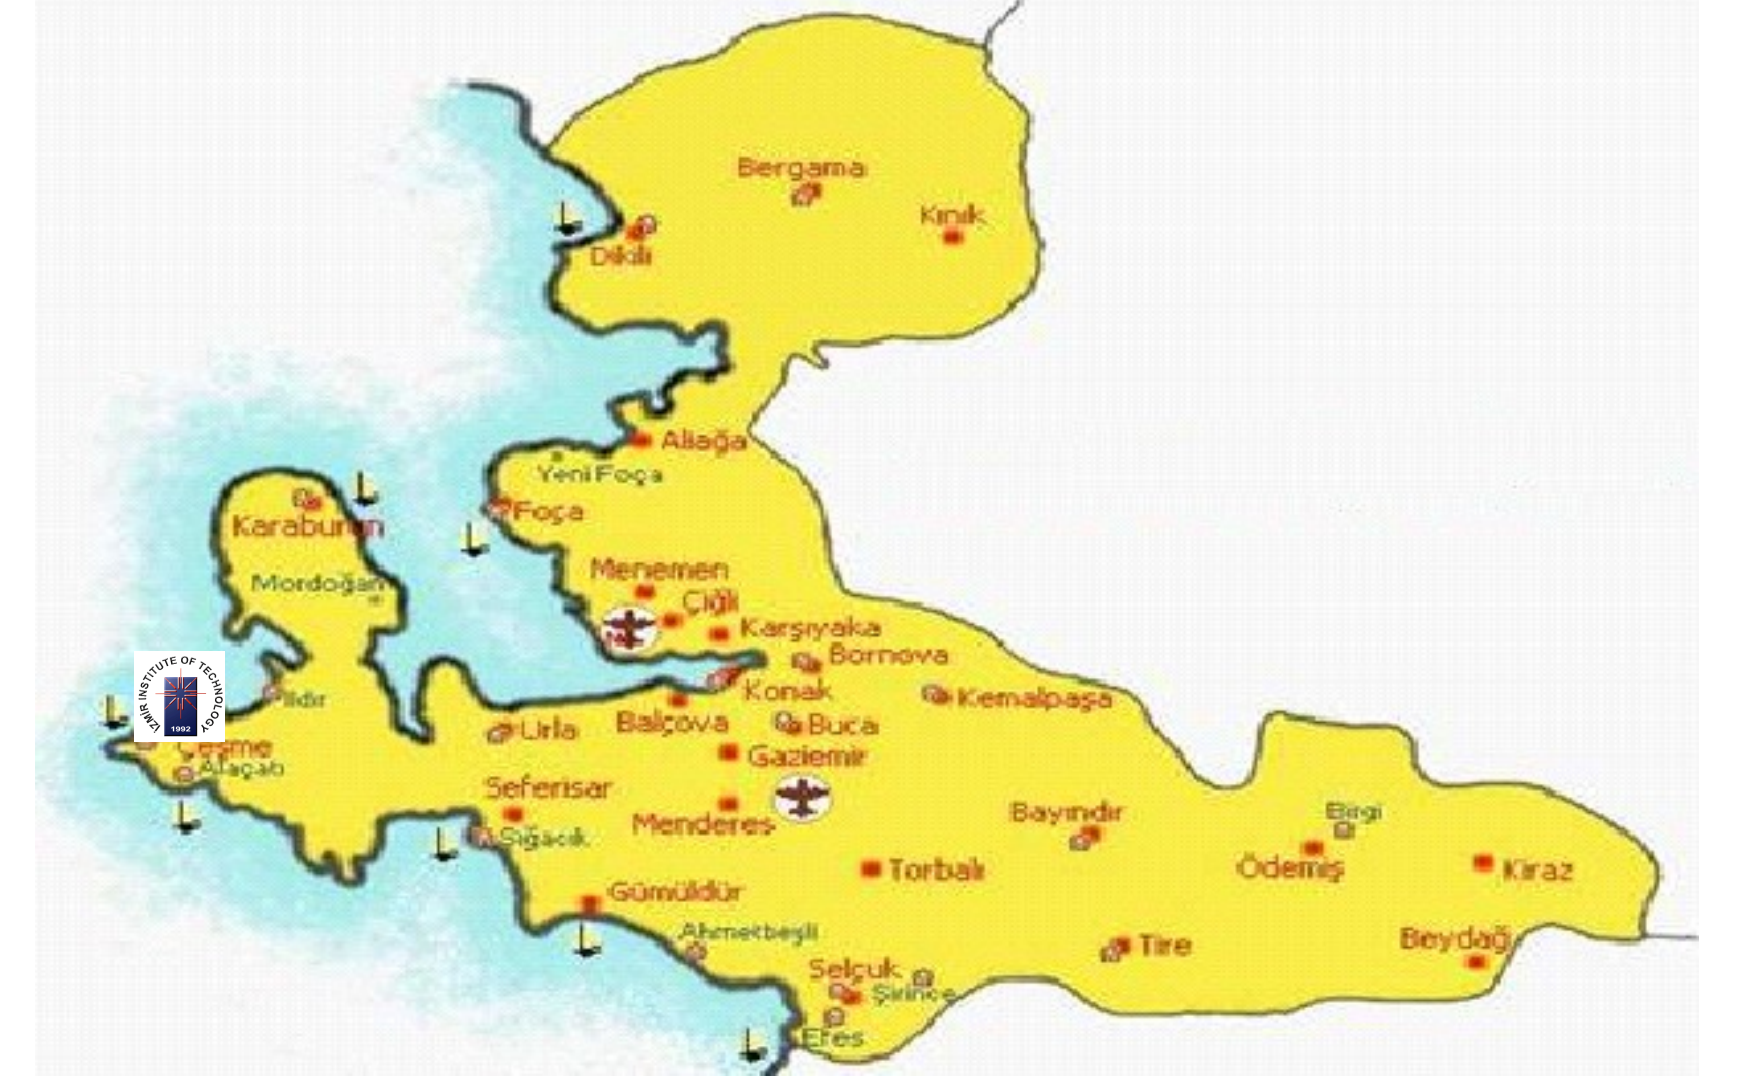 Bergama
Kınık
Dikili
Aliağa
Yeni Foça
Foça
Karaburun
Menemen
Mordoğan
Çiğli
Karşıyaka
Bornova
IZMIR INSTITUTE OF TECHNOLOGY
1992
Ildır
Konak
Kemalpaşa
Balçova
Buca
Urla
Çeşme
Gaziemir
Alaçatı
Seferisar
Menderes
Bayındır
Birgi
Sığacık
Torbalı
Ödemiş
Kiraz
Gümüldür
Ahmetbeşli
Tire
Beydağ
Selçuk
Şirince
Efes